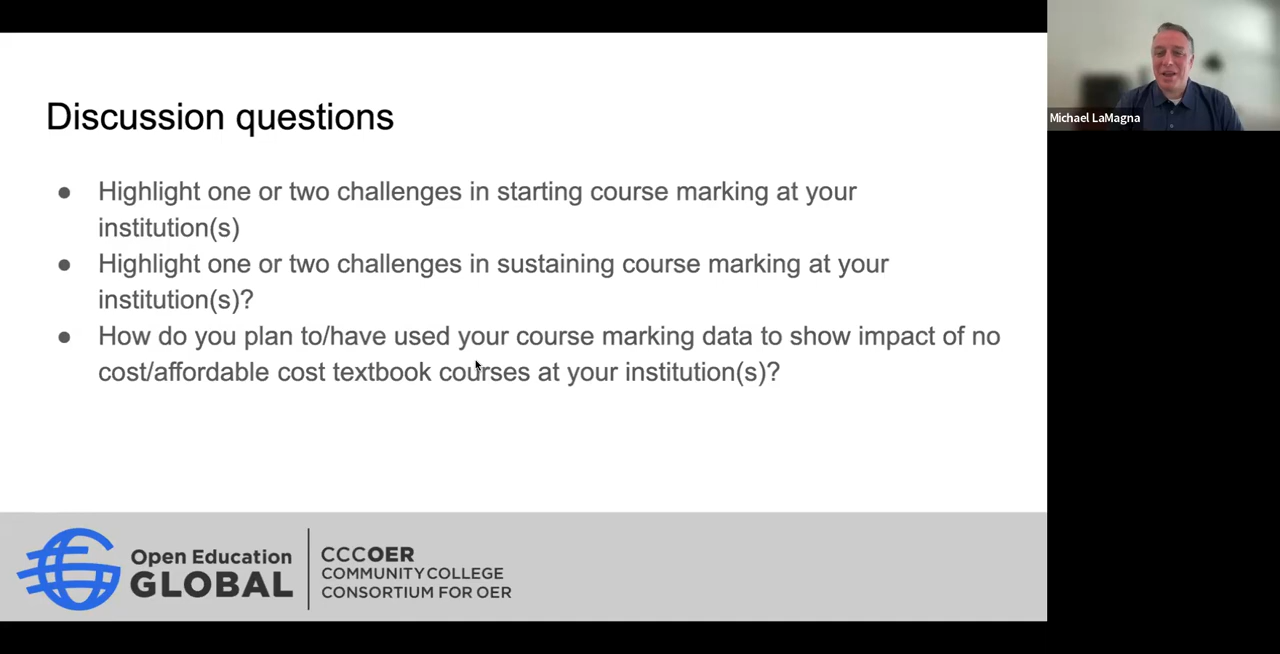 Discussion questions
● Highlight one or two challenges in starting course marking at your
institution(s)
● Highlight one or two challenges in sustaining course marking at your
institution(s)?
● How do you plan to/have used your course marking data to show impact of no
cost/affordable cost textbook courses at your institution(s)?
Open Education
GLOBAL
CCCOER
COMMUNITY COLLEGE
CONSORTIUM FOR OER
Michael LaMagna